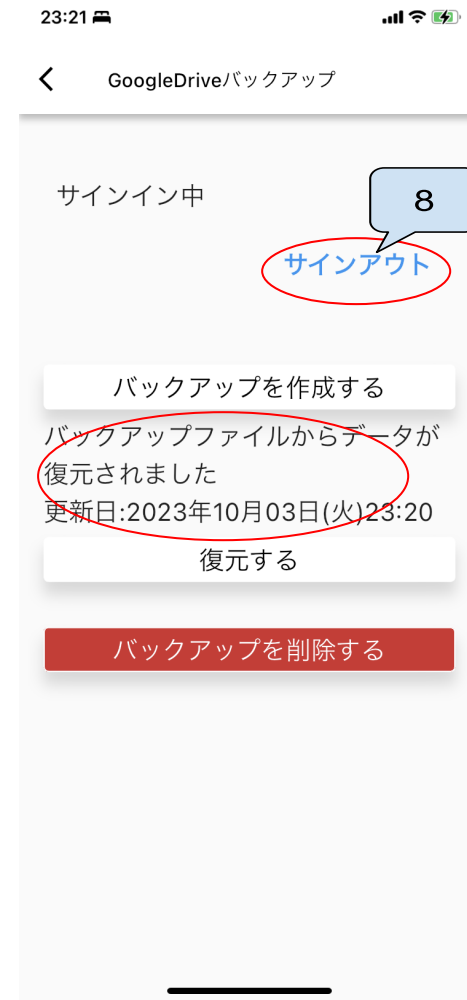 23:21
GoogleDriveバックアップ
サインイン中
8
サインアウト
バックアップを作成する
バックアップファイルからデータが
復元されました
更新日:2023年10月03日(火)23:20
復元する
バックアップを削除する